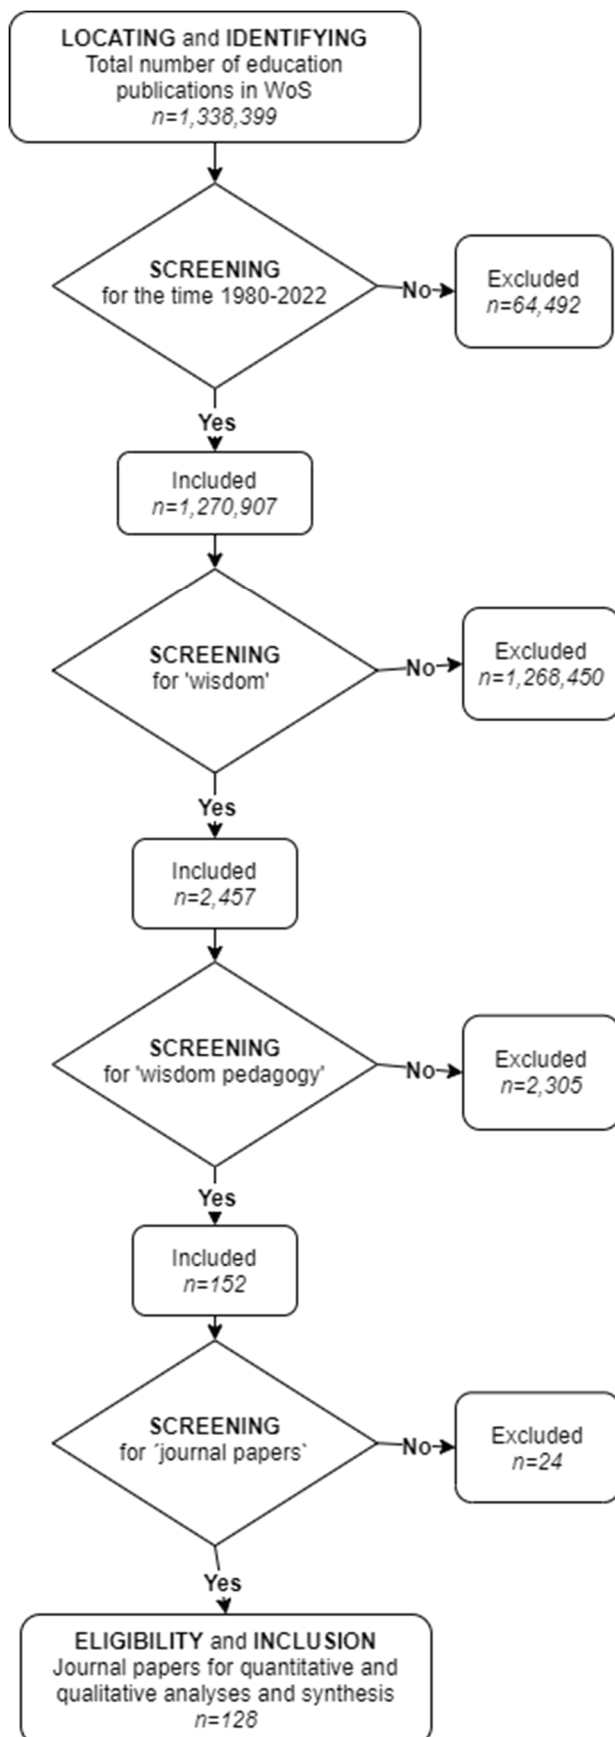 LOCATING and IDENTIFYING
Total number of education
publications in WoS
n=1,338,399
SCREENING
for the time 1980-2022
No
Excluded
n=64,492
Yes
Included
n=1,270,907
SCREENING
for 'wisdom'
No
Excluded
n=1,268,450
Yes
Included
n=2,457
SCREENING
for 'wisdom pedagogy'
No
Excluded
n=2,305
Yes
Included
n=152
SCREENING
for ´journal papers`
No
Excluded
n=24
Yes
ELIGIBILITY and INCLUSION
Journal papers for quantitative and
qualitative analyses and synthesis
n=128